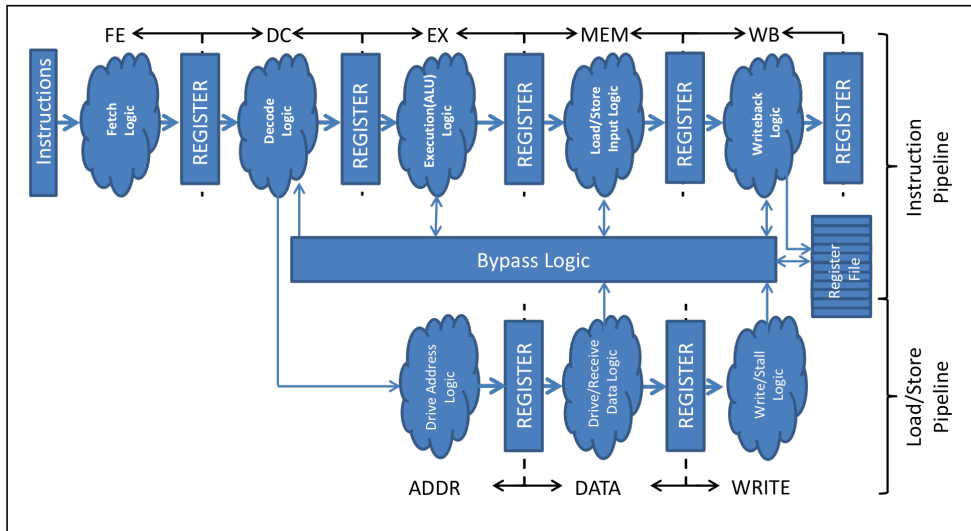 FE
DC
EX
MEM
WB
Instructions
Fetch
Logic
REGISTER
Decode
Logic
REGISTER
Execution(ALU)
Logic
REGISTER
Load/Store
Input Logic
REGISTER
Writeback
Logic
REGISTER
Instruction
Pipeline
Bypass Logic
Register
File
Drive Address
Logic
REGISTER
Drive/Receive
Data Logic
REGISTER
Write/Stall
Logic
Load/Store
Pipeline
ADDR
DATA
WRITE